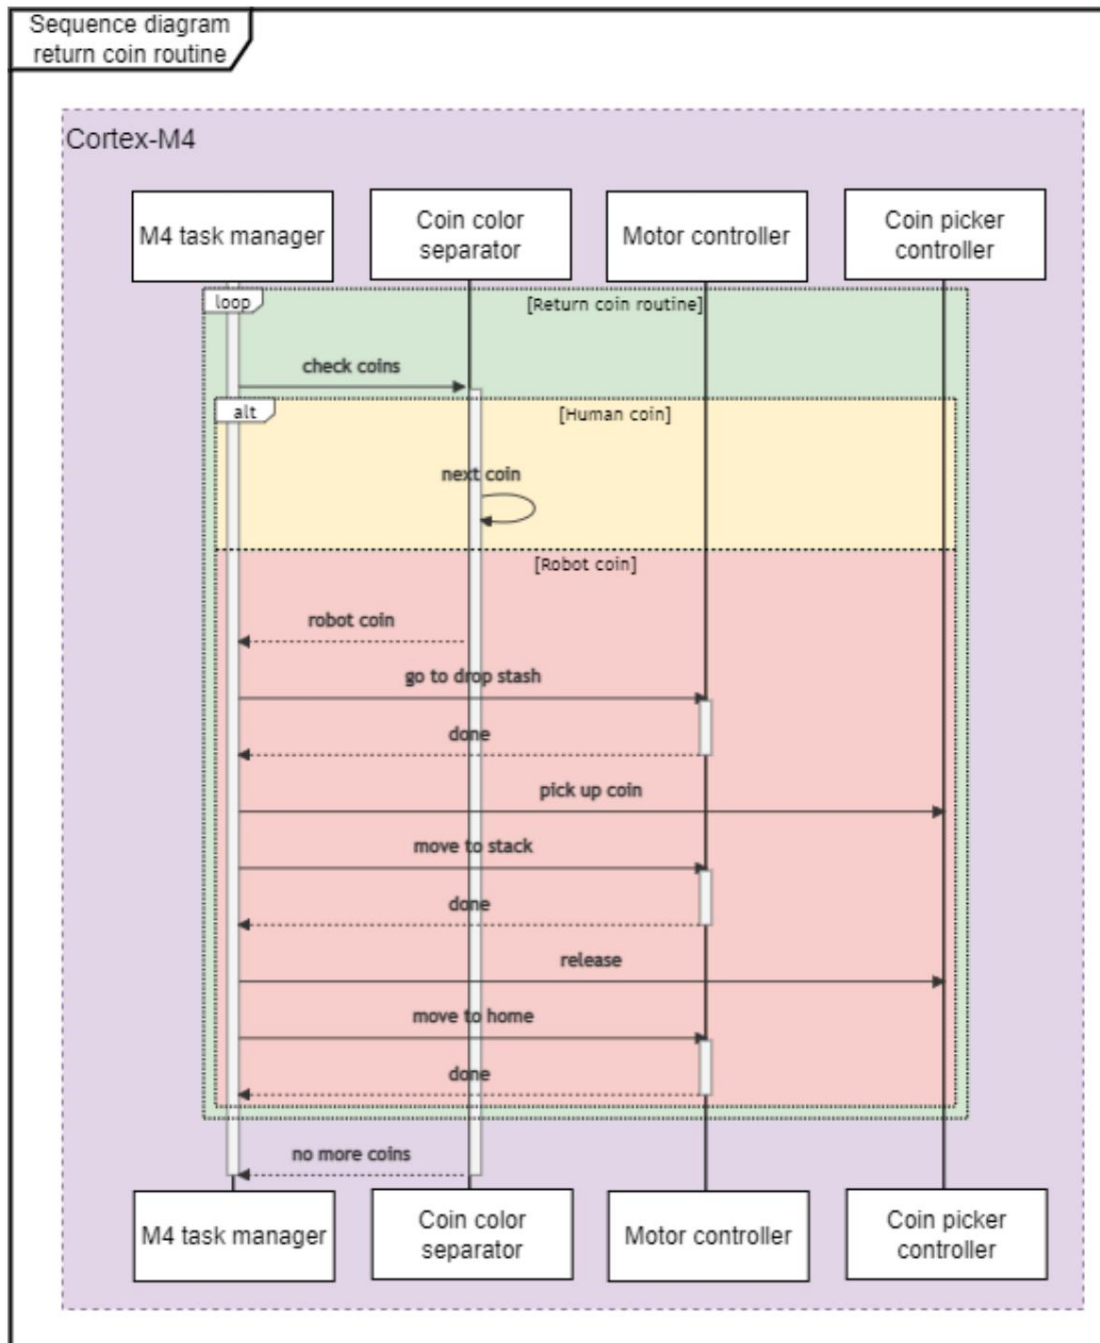 Sequence diagram
return coin routine
Cortex-M4
M4 task manager
Coin color
separator
Motor controller
Coin picker
controller
loop
[Return coin routine]
check coins
alt
[Human coin]
next coin
[Robot coin]
robot coin
go to drop stash
done
pick up coin
move to stack
done
release
move to home
done
no more coins
M4 task manager
Coin color
separator
Motor controller
Coin picker
controller